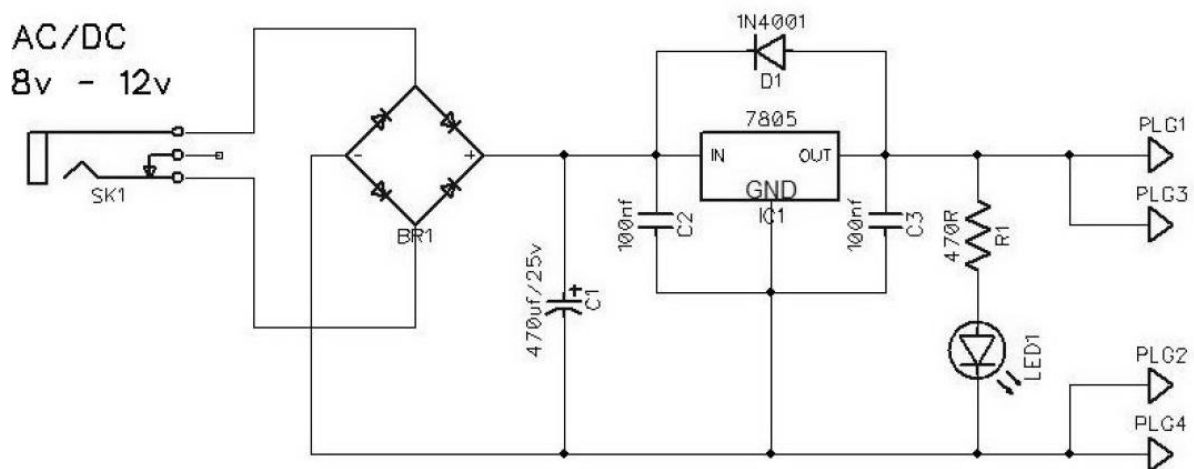 AC/DC
8v - 12v
SK1
-
+
BR1
470uf/25v
C1
1N4001
D1
7805
IN
OUT
GND
IC1
100nf
C2
100nf
C3
470R
R1
LED1
PLG1
PLG3
PLG2
PLG4